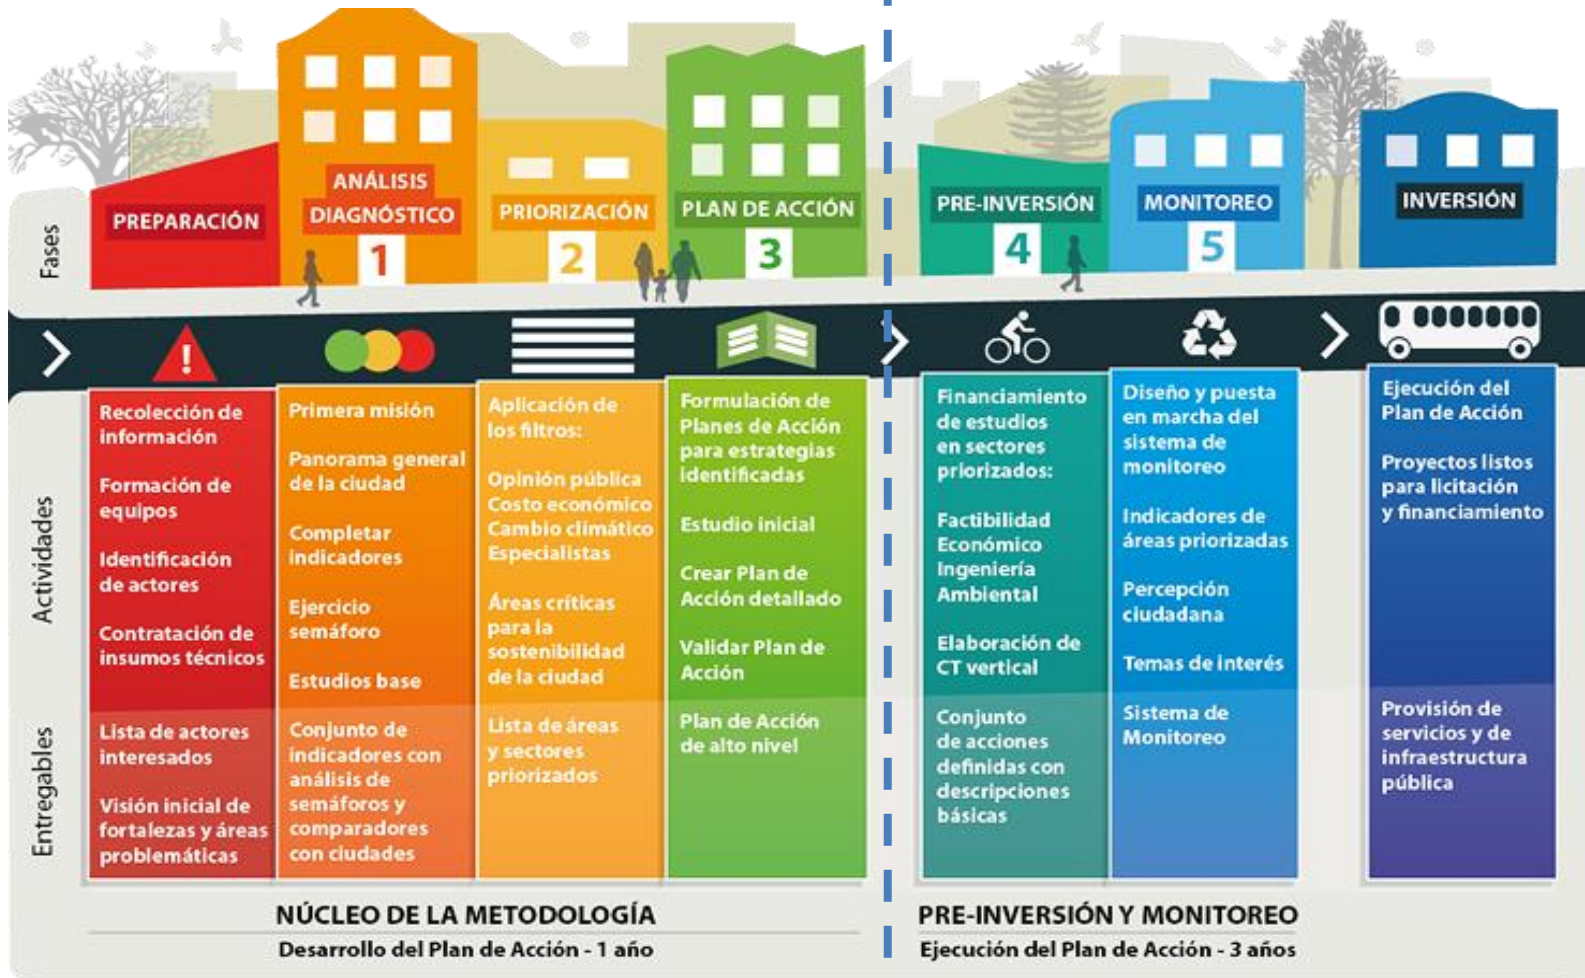 Fases
PREPARACIÓN
ANÁLISIS
DIAGNÓSTICO
1
PRIORIZACIÓN
2
PLAN DE ACCIÓN
3
PRE-INVERSIÓN
4
MONITOREO
5
INVERSIÓN
!
Actividades
Recolección de
información
Formación de
equipos
Identificación
de actores
Contratación de
insumos técnicos
Primera misión
Panorama general
de la ciudad
Completar
indicadores
Ejercicio
semáforo
Estudios base
Aplicación de
los filtros:
Opinión pública
Costo económico
Cambio climático
Especialistas
Áreas críticas
para la
sostenibilidad
de la ciudad
Formulación de
Planes de Acción
para estrategias
identificadas
Estudio inicial
Crear Plan de
Acción detallado
Validar Plan de
Acción
Financiamiento
de estudios
en sectores
priorizados:
Factibilidad
Económico
Ingeniería
Ambiental
Elaboración de
CT vertical
Diseño y puesta
en marcha del
sistema de
monitoreo
Indicadores de
áreas priorizadas
Percepción
ciudadana
Temas de interés
Ejecución del
Plan de Acción
Proyectos listos
para licitación
y financiamiento
Entregables
Lista de actores
interesados
Visión inicial de
fortalezas y áreas
problemáticas
Conjunto de
indicadores con
análisis de
semáforos y
comparadores
con ciudades
Lista de áreas
y sectores
priorizados
Plan de Acción
de alto nivel
Conjunto
de acciones
definidas con
descripciones
básicas
Sistema de
Monitoreo
Provisión de
servicios y de
infraestructura
pública
NÚCLEO DE LA METODOLOGÍA
Desarrollo del Plan de Acción - 1 año
PRE-INVERSIÓN Y MONITOREO
Ejecución del Plan de Acción - 3 años